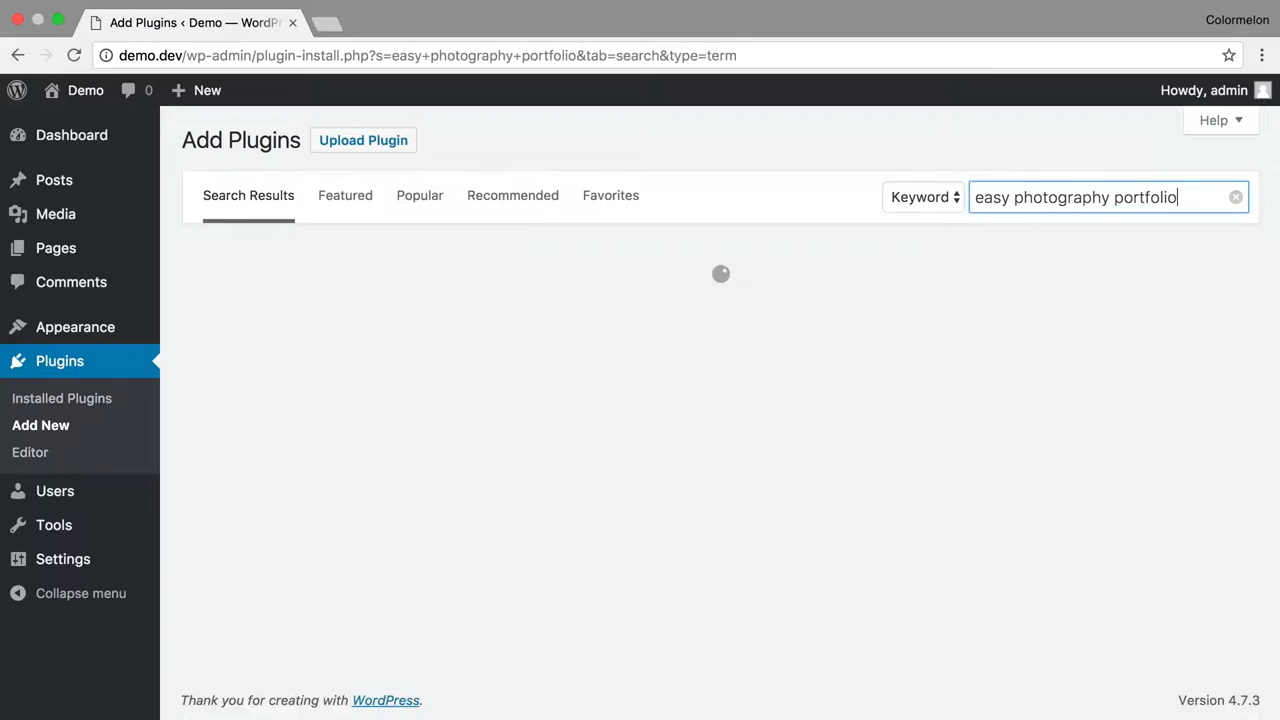 Add Plugins ‹ Demo — WordP
Colormelon
demo.dev/wp-admin/plugin-install.php?s=easy+photography+portfolio&tab=search&type=term
Demo
0
New
Howdy, admin
Dashboard
Posts
Media
Pages
Comments
Appearance
Plugins
Installed Plugins
Add New
Editor
Users
Tools
Settings
Collapse menu
Help
Add Plugins
Upload Plugin
Search Results
Featured
Popular
Recommended
Favorites
Keyword
easy photography portfolio
Thank you for creating with WordPress.
Version 4.7.3